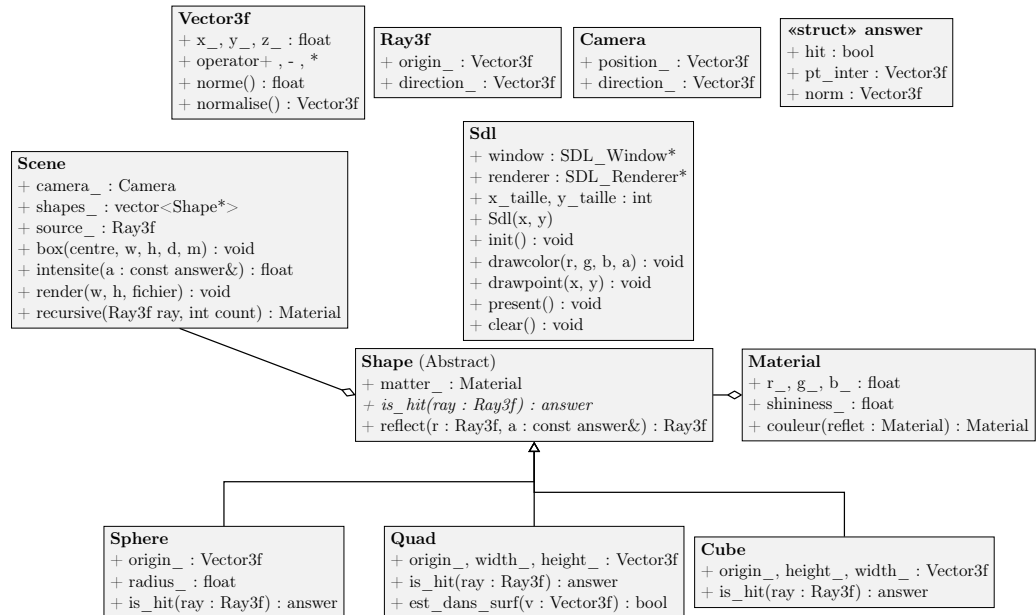 Vector3f
+ x_, y_, z_ : float
+ operator+ , - , *
+ norme() : float
+ normalise() : Vector3f
Ray3f
+ origin_ : Vector3f
+ direction_ : Vector3f
Camera
+ position_ : Vector3f
+ direction_ : Vector3f
«struct» answer
+ hit : bool
+ pt_inter : Vector3f
+ norm : Vector3f
Scene
+ camera_ : Camera
+ shapes_ : vector<Shape*>
+ source_ : Ray3f
+ box(centre, w, h, d, m) : void
+ intensite(a : const answer&) : float
+ render(w, h, fichier) : void
+ recursive(Ray3f ray, int count) : Material
Sdl
+ window : SDL_Window*
+ renderer : SDL_Renderer*
+ x_taille, y_taille : int
+ Sdl(x, y)
+ init() : void
+ drawcolor(r, g, b, a) : void
+ drawpoint(x, y) : void
+ present() : void
+ clear() : void
Shape (Abstract)
+ matter_ : Material
+ is_hit(ray : Ray3f) : answer
+ reflect(r : Ray3f, a : const answer&) : Ray3f
Material
+ r_, g_, b_ : float
+ shininess_ : float
+ couleur(reflet : Material) : Material
Sphere
+ origin_ : Vector3f
+ radius_ : float
+ is_hit(ray : Ray3f) : answer
Quad
+ origin_, width_, height_ : Vector3f
+ is_hit(ray : Ray3f) : answer
+ est_dans_surf(v : Vector3f) : bool
Cube
+ origin_, height_, width_ : Vector3f
+ is_hit(ray : Ray3f) : answer